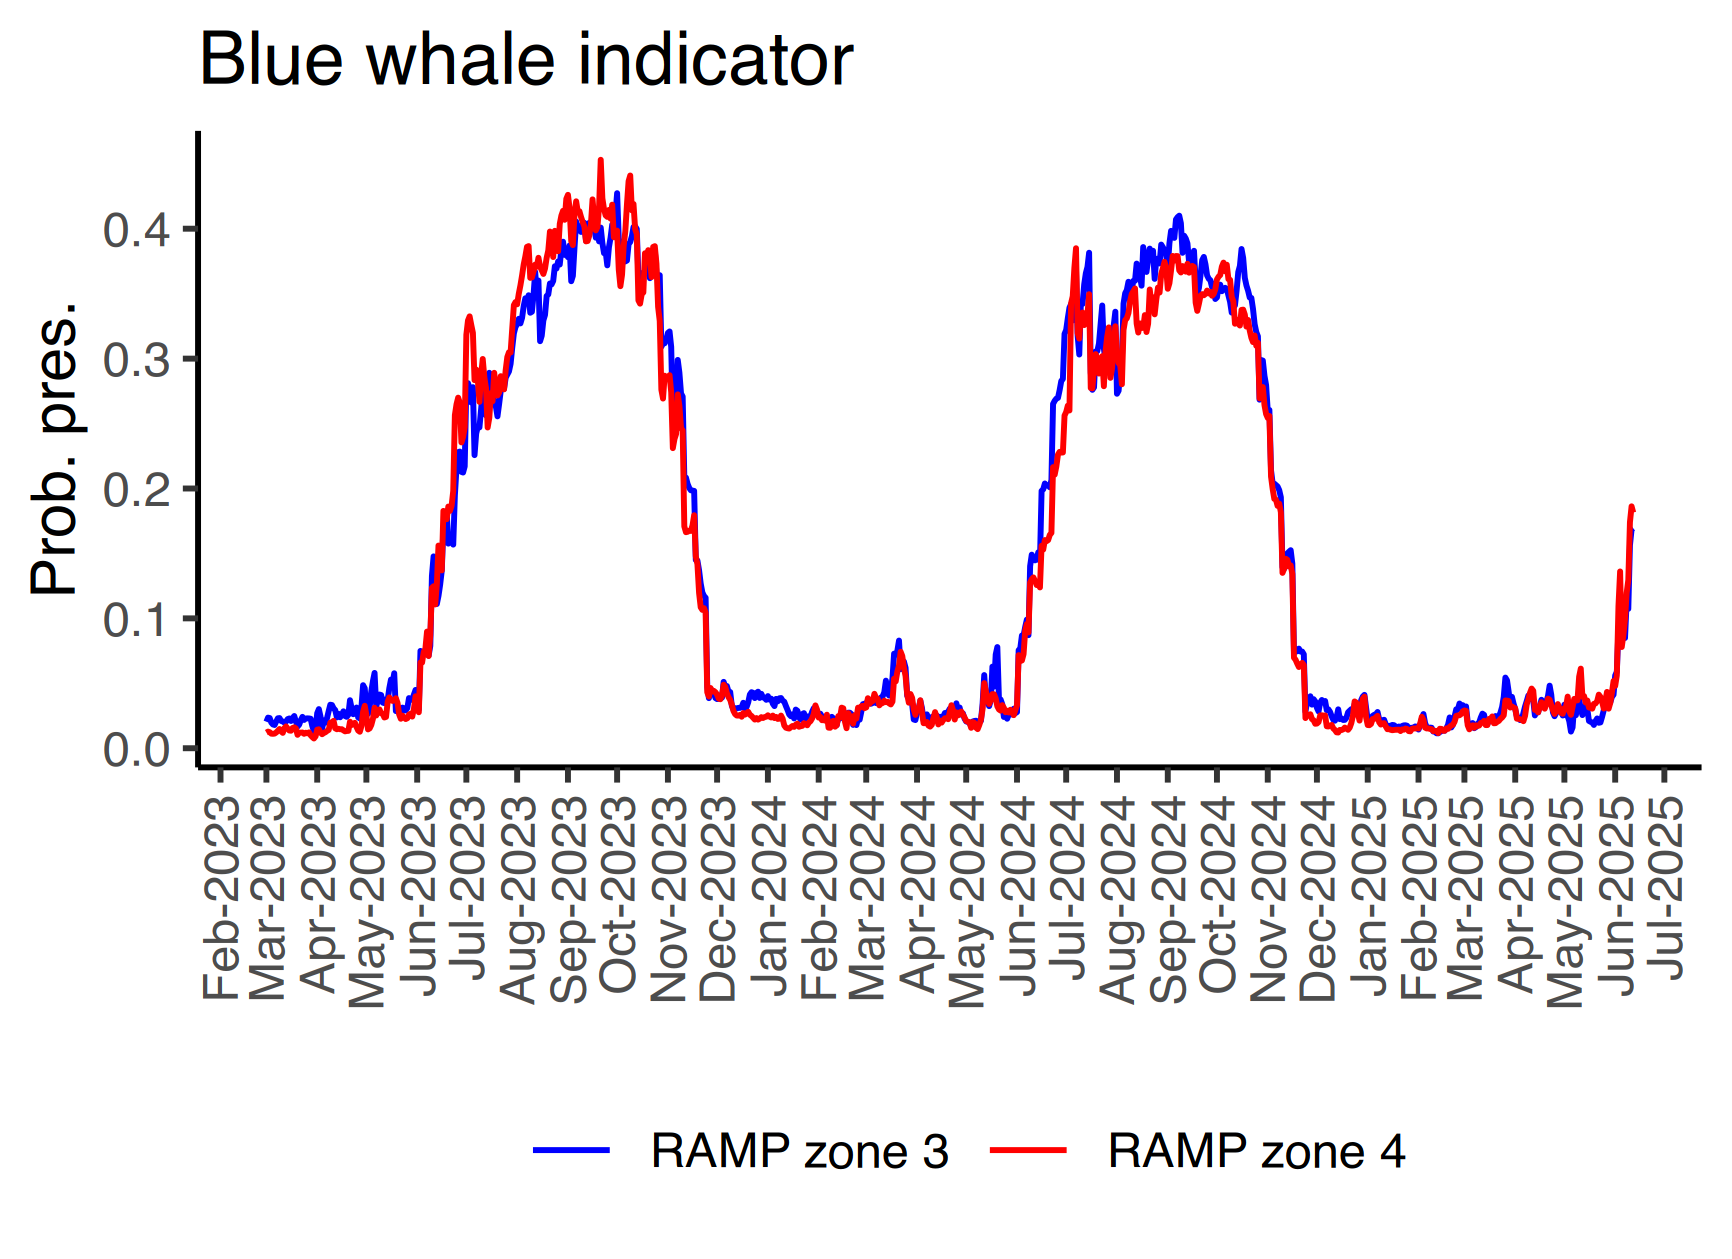 Blue whale indicator
Prob. pres.
0.4
0.3
0.2
0.1
0.0
Feb-2023
Mar-2023
Apr-2023
May-2023
Jun-2023
Jul-2023
Aug-2023
Sep-2023
Oct-2023
Nov-2023
Dec-2023
Jan-2024
Feb-2024
Mar-2024
Apr-2024
May-2024
Jun-2024
Jul-2024
Aug-2024
Sep-2024
Oct-2024
Nov-2024
Dec-2024
Jan-2025
Feb-2025
Mar-2025
Apr-2025
May-2025
Jun-2025
Jul-2025
RAMP zone 3
RAMP zone 4